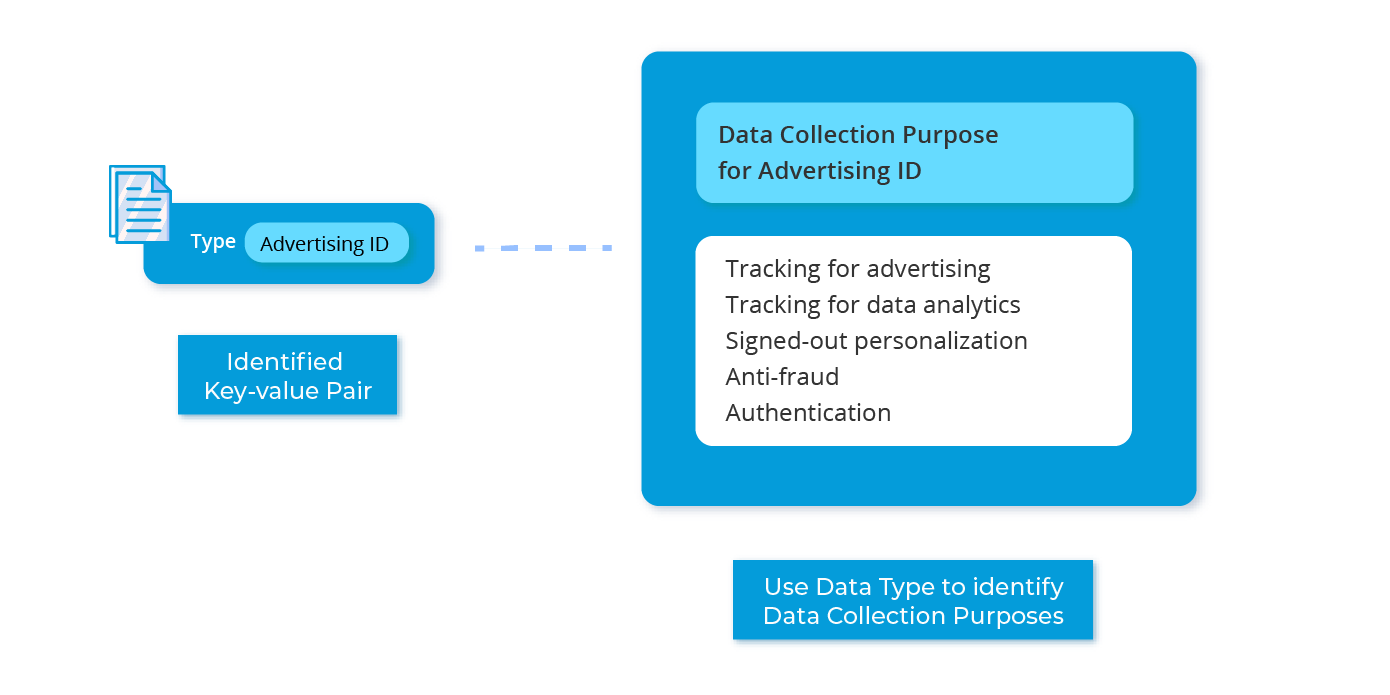 Type Advertising ID
Identified
Key-value Pair
Data Collection Purpose
for Advertising ID
Tracking for advertising
Tracking for data analytics
Signed-out personalization
Anti-fraud
Authentication
Use Data Type to identify
Data Collection Purposes